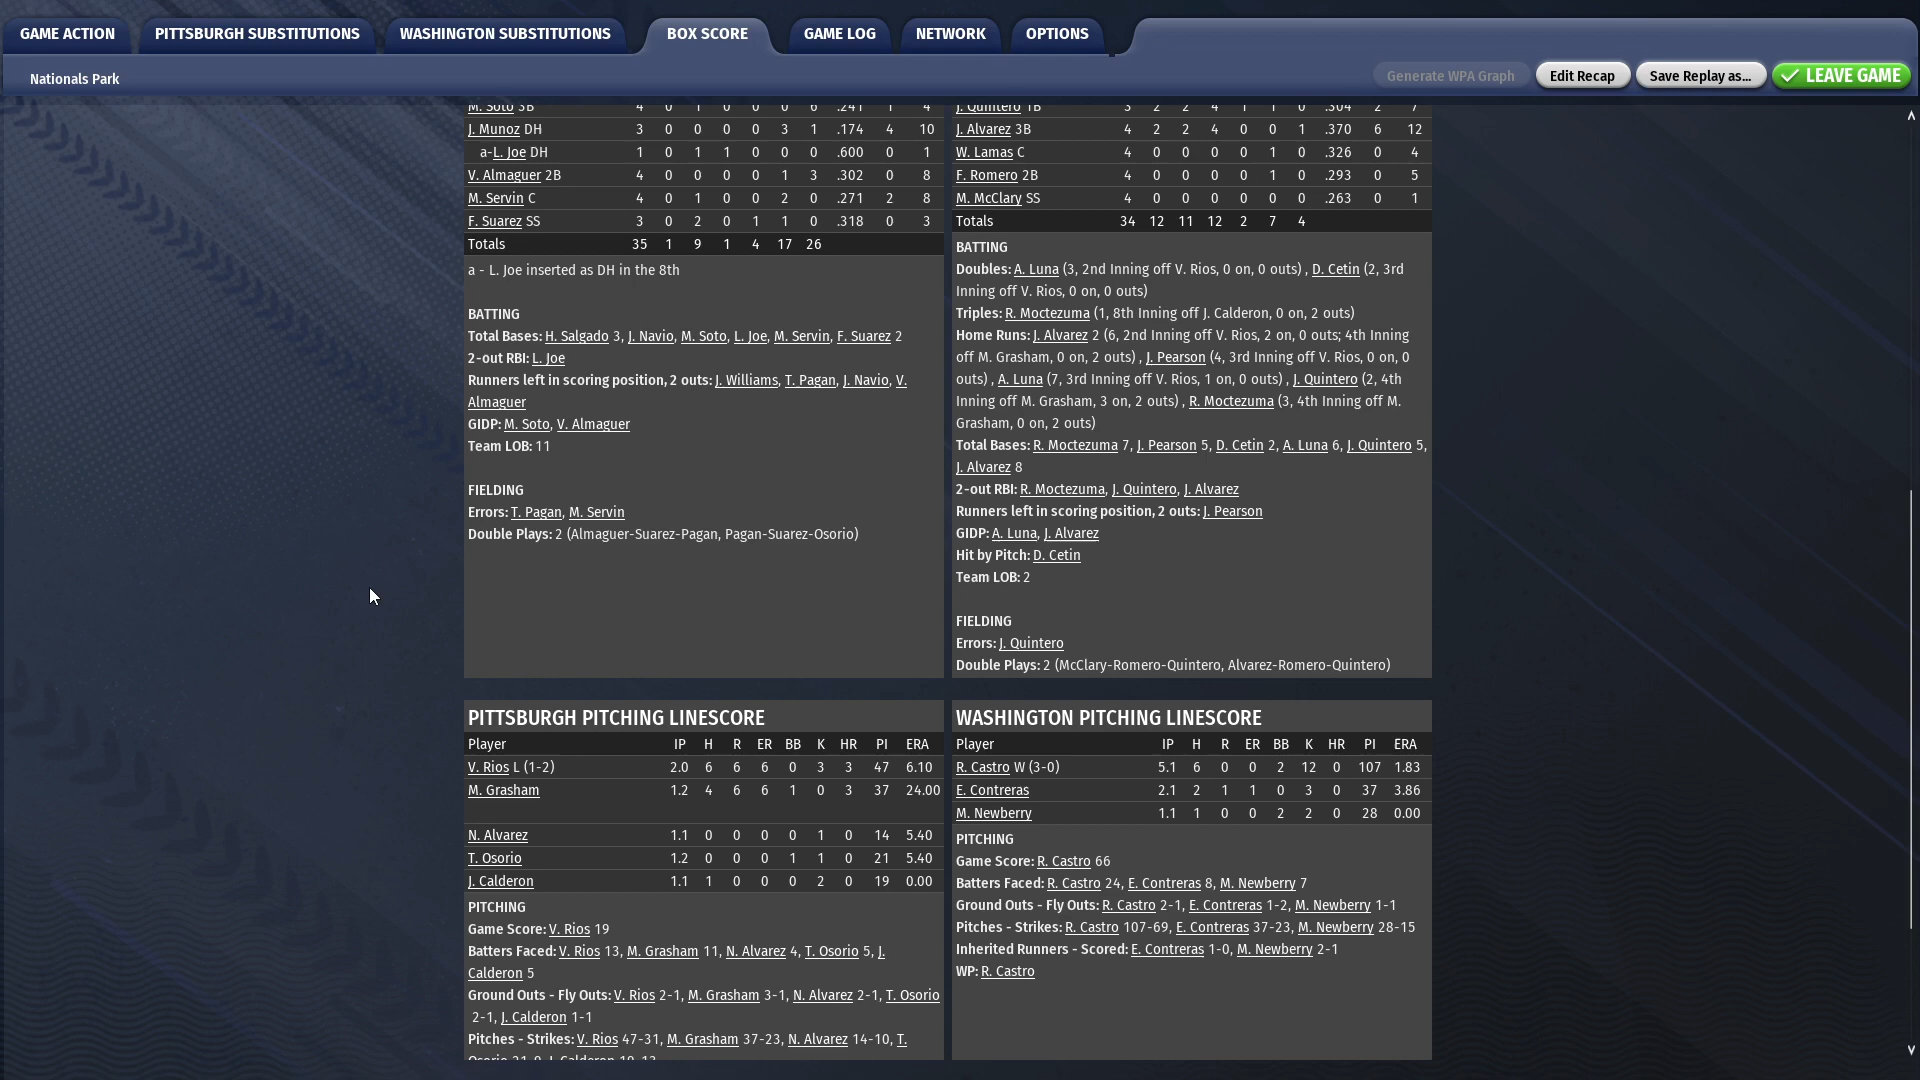 GAME ACTION
PITTSBURGH SUBSTITUTIONS
WASHINGTON SUBSTITUTIONS
BOX SCORE
GAME LOG
NETWORK
OPTIONS
Nationals Park
Generate WPA Graph
Edit Recap
Save Replay as...
LEAVE GAME
M. Soto 3B 4 0 1 0 0 0 6 .241 1 4
J. Munoz DH 3 0 0 0 0 3 1 .174 4 10
a-L. Joe DH 1 0 1 1 0 0 0 .600 0 1
V. Almaguer 2B 4 0 0 0 0 1 3 .302 0 8
M. Servin C 4 0 1 0 0 2 0 .271 2 8
F. Suarez SS 3 0 2 0 1 1 0 .318 0 3
Totals 35 1 9 1 4 17 26
a - L. Joe inserted as DH in the 8th
BATTING
Total Bases: H. Salgado 3, J. Navio, M. Soto, L. Joe, M. Servin, F. Suarez 2
2-out RBI: L. Joe
Runners left in scoring position, 2 outs: J. Williams, T. Pagan, J. Navio, V.
Almaguer
GIDP: M. Soto, V. Almaguer
Team LOB: 11
FIELDING
Errors: T. Pagan, M. Servin
Double Plays: 2 (Almaguer-Suarez-Pagan, Pagan-Suarez-Osorio)
J. Quintero 1B 3 2 2 4 1 1 0 .304 2 7
J. Alvarez 3B 4 2 2 4 0 0 1 .370 6 12
W. Lamas C 4 0 0 0 0 1 0 .326 0 4
F. Romero 2B 4 0 0 0 0 1 0 .293 0 5
M. McClary SS 4 0 0 0 0 0 0 .263 0 1
Totals 34 12 11 12 2 7 4
BATTING
Doubles: A. Luna (3, 2nd Inning off V. Rios, 0 on, 0 outs) , D. Cetin (2, 3rd
Inning off V. Rios, 0 on, 0 outs)
Triples: R. Moctezuma (1, 8th Inning off J. Calderon, 0 on, 2 outs)
Home Runs: J. Alvarez 2 (6, 2nd Inning off V. Rios, 2 on, 0 outs; 4th Inning
off M. Grasham, 0 on, 2 outs) , J. Pearson (4, 3rd Inning off V. Rios, 0 on, 0
outs) , A. Luna (7, 3rd Inning off V. Rios, 1 on, 0 outs) , J. Quintero (2, 4th
Inning off M. Grasham, 3 on, 2 outs) , R. Moctezuma (3, 4th Inning off M.
Grasham, 0 on, 2 outs)
Total Bases: R. Moctezuma 7, J. Pearson 5, D. Cetin 2, A. Luna 6, J. Quintero 5,
J. Alvarez 8
2-out RBI: R. Moctezuma, J. Quintero, J. Alvarez
Runners left in scoring position, 2 outs: J. Pearson
GIDP: A. Luna, J. Alvarez
Hit by Pitch: D. Cetin
Team LOB: 2
FIELDING
Errors: J. Quintero
Double Plays: 2 (McClary-Romero-Quintero, Alvarez-Romero-Quintero)
PITTSBURGH PITCHING LINESCORE
Player IP H R ER BB K HR PI ERA
V. Rios L (1-2) 2.0 6 6 6 0 3 3 47 6.10
M. Grasham 1.2 4 6 6 1 0 3 37 24.00
N. Alvarez 1.1 0 0 0 0 1 0 14 5.40
T. Osorio 1.2 0 0 0 1 1 0 21 5.40
J. Calderon 1.1 1 0 0 0 2 0 19 0.00
PITCHING
Game Score: V. Rios 19
Batters Faced: V. Rios 13, M. Grasham 11, N. Alvarez 4, T. Osorio 5, J.
Calderon 5
Ground Outs - Fly Outs: V. Rios 2-1, M. Grasham 3-1, N. Alvarez 2-1, T. Osorio
2-1, J. Calderon 1-1
Pitches - Strikes: V. Rios 47-31, M. Grasham 37-23, N. Alvarez 14-10, T.
WASHINGTON PITCHING LINESCORE
Player IP H R ER BB K HR PI ERA
R. Castro W (3-0) 5.1 6 0 0 2 12 0 107 1.83
E. Contreras 2.1 2 1 1 0 3 0 37 3.86
M. Newberry 1.1 1 0 0 2 2 0 28 0.00
PITCHING
Game Score: R. Castro 66
Batters Faced: R. Castro 24, E. Contreras 8, M. Newberry 7
Ground Outs - Fly Outs: R. Castro 2-1, E. Contreras 1-2, M. Newberry 1-1
Pitches - Strikes: R. Castro 107-69, E. Contreras 37-23, M. Newberry 28-15
Inherited Runners - Scored: E. Contreras 1-0, M. Newberry 2-1
WP: R. Castro